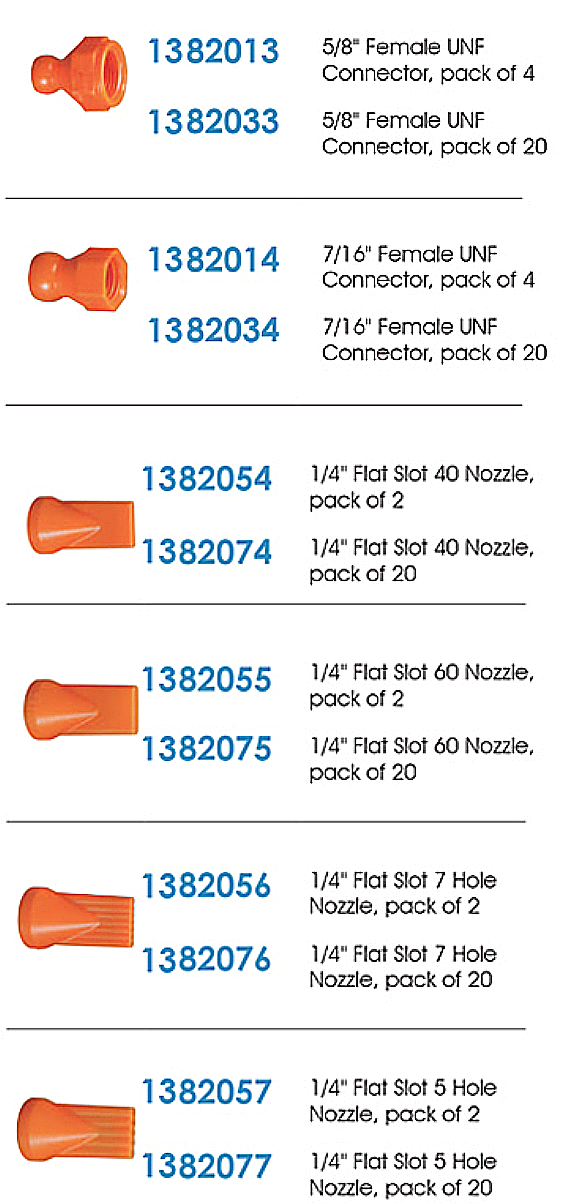 1382013
5/8" Female UNF
Connector, pack of 4
1382033
5/8" Female UNF
Connector, pack of 20
1382014
7/16" Female UNF
Connector, pack of 4
1382034
7/16" Female UNF
Connector, pack of 20
1382054
1/4" Flat Slot 40 Nozzle,
pack of 2
1382074
1/4" Flat Slot 40 Nozzle,
pack of 20
1382055
1/4" Flat Slot 60 Nozzle,
pack of 2
1382075
1/4" Flat Slot 60 Nozzle,
pack of 20
1382056
1/4" Flat Slot 7 Hole
Nozzle, pack of 2
1382076
1/4" Flat Slot 7 Hole
Nozzle, pack of 20
1382057
1/4" Flat Slot 5 Hole
Nozzle, pack of 2
1382077
1/4" Flat Slot 5 Hole
Nozzle, pack of 20